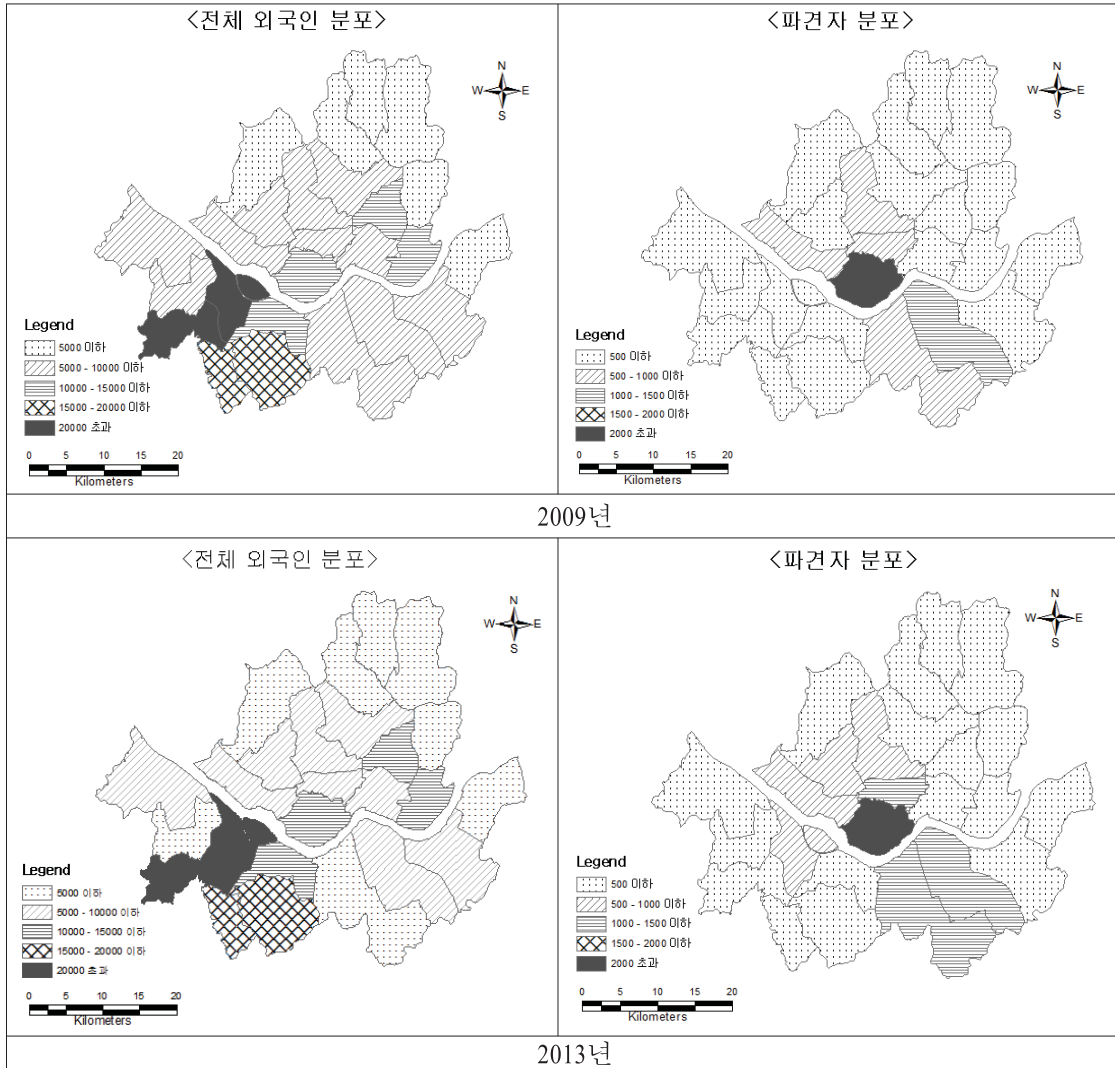 <전체 외국인 분포>
N
W E
S
Legend
5000 이하
5000 - 10000 이하
10000 - 15000 이하
15000 - 20000 이하
20000 초과
0 5 10 15 20
Kilometers
<파견자 분포>
N
W E
S
Legend
500 이하
500 - 1000 이하
1000 - 1500 이하
1500 - 2000 이하
2000 초과
0 5 10 15 20
Kilometers
2009년
<전체 외국인 분포>
N
W E
S
Legend
5000 이하
5000 - 10000 이하
10000 - 15000 이하
15000 - 20000 이하
20000 초과
0 5 10 15 20
Kilometers
<파견자 분포>
N
W E
S
Legend
500 이하
500 - 1000 이하
1000 - 1500 이하
1500 - 2000 이하
2000 초과
0 5 10 15 20
Kilometers
2013년